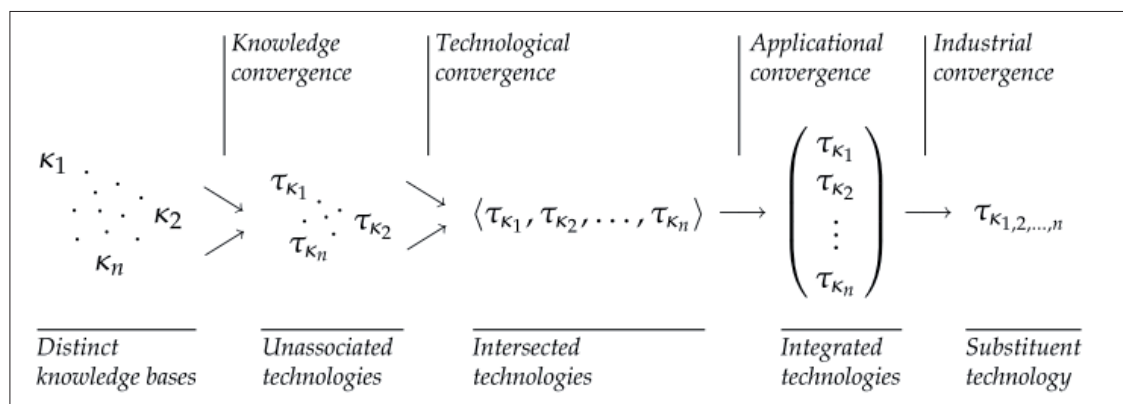 Knowledge
convergence
Technological
convergence
Applicational
convergence
Industrial
convergence
κ1
κ2
κn
τκ1
τκ2
τκn
⟨τκ1, τκ2, . . . , τκn⟩
τκ1
τκ2
⋮
τκn
τκ1,2,...,n
Distinct
knowledge bases
Unassociated
technologies
Intersected
technologies
Integrated
technologies
Substituent
technology